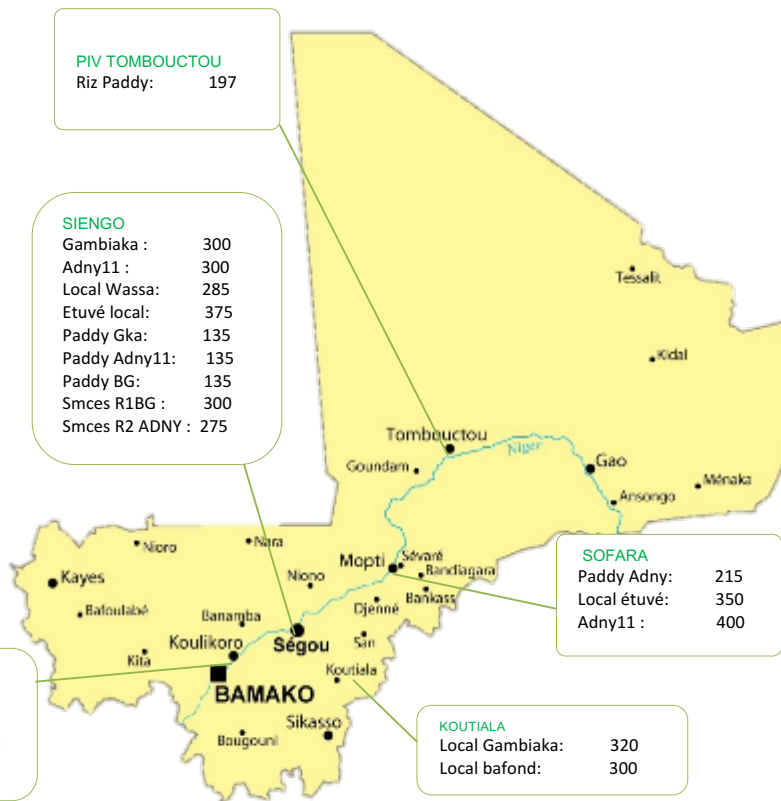 PIV TOMBOUCTOU
Riz Paddy: 197
SIENGO
Gambiaka : 300
Adny11 : 300
Local Wassa: 285
Etuvé local: 375
Paddy Gka: 135
Paddy Adny11: 135
Paddy BG: 135
Smces R1BG : 300
Smces R2 ADNY : 275
Tessalit
Kidal
Tombouctou
Niger
Goundam
Gao
Ménaka
Ansongo
Nioro
Nara
Mopti
Sévaré
Bandiagara
Kayes
Niono
Bankass
Bafoulabé
Banamba
Djenné
Koulikoro
Ségou
San
Kita
Koutiala
BAMAKO
Sikasso
Bougouni
SOFARA
Paddy Adny: 215
Local étuvé: 350
Adny11 : 400
KOUTIALA
Local Gambiaka: 320
Local bafond: 300